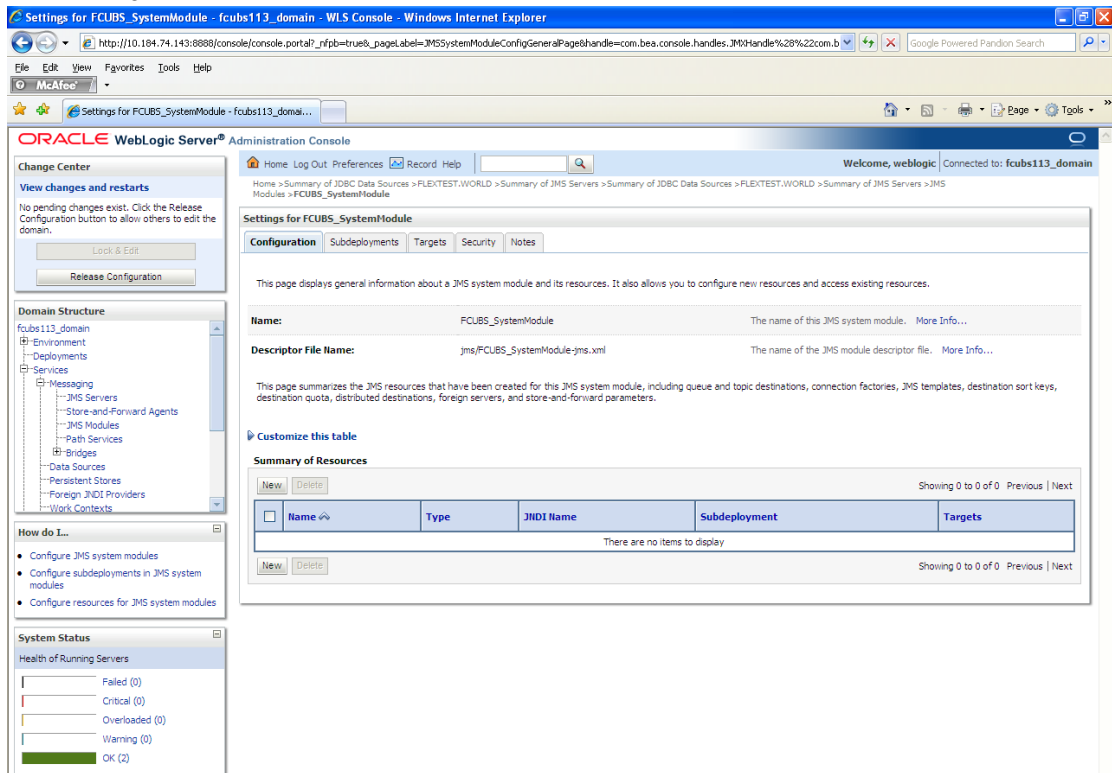 Settings for FCUBS_SystemModule - fcubs113_domain - WLS Console - Windows Internet Explorer
http://10.184.74.143:8888/console/console.portal?_nfpb=true&_pageLabel=JMSSystemModuleConfigGeneralPage&handle=com.bea.console.handles.JMXHandle%28%22com.b
Google Powered Pandion Search
File Edit View Favorites Tools Help
McAfee
Settings for FCUBS_SystemModule - fcubs113_domai...
Page Tools
ORACLE WebLogic Server® Administration Console
Change Center
View changes and restarts
No pending changes exist. Click the Release
Configuration button to allow others to edit the
domain.
Lock & Edit
Release Configuration
Domain Structure
fcubs113_domain
Environment
Deployments
Services
Messaging
JMS Servers
Store-and-Forward Agents
JMS Modules
Path Services
Bridges
Data Sources
Persistent Stores
Foreign JNDI Providers
Work Contexts
How do I...
Configure JMS system modules
Configure subdeployments in JMS system
modules
Configure resources for JMS system modules
System Status
Health of Running Servers
Failed (0)
Critical (0)
Overloaded (0)
Warning (0)
OK (2)
Home Log Out Preferences Record Help
Welcome, weblogic Connected to: fcubs113_domain
Home >Summary of JDBC Data Sources >FLEXTEST.WORLD >Summary of JMS Servers >Summary of JDBC Data Sources >FLEXTEST.WORLD >Summary of JMS Servers >JMS
Modules >FCUBS_SystemModule
Settings for FCUBS_SystemModule
Configuration Subdeployments Targets Security Notes
This page displays general information about a JMS system module and its resources. It also allows you to configure new resources and access existing resources.
Name: FCUBS_SystemModule The name of this JMS system module. More Info...
Descriptor File Name: jms/FCUBS_SystemModule-jms.xml The name of the JMS module descriptor file. More Info...
This page summarizes the JMS resources that have been created for this JMS system module, including queue and topic destinations, connection factories, JMS templates, destination sort keys,
destination quota, distributed destinations, foreign servers, and store-and-forward parameters.
Customize this table
Summary of Resources
New Delete Showing 0 to 0 of 0 Previous | Next
Name Type JNDI Name Subdeployment Targets
There are no items to display
New Delete Showing 0 to 0 of 0 Previous | Next